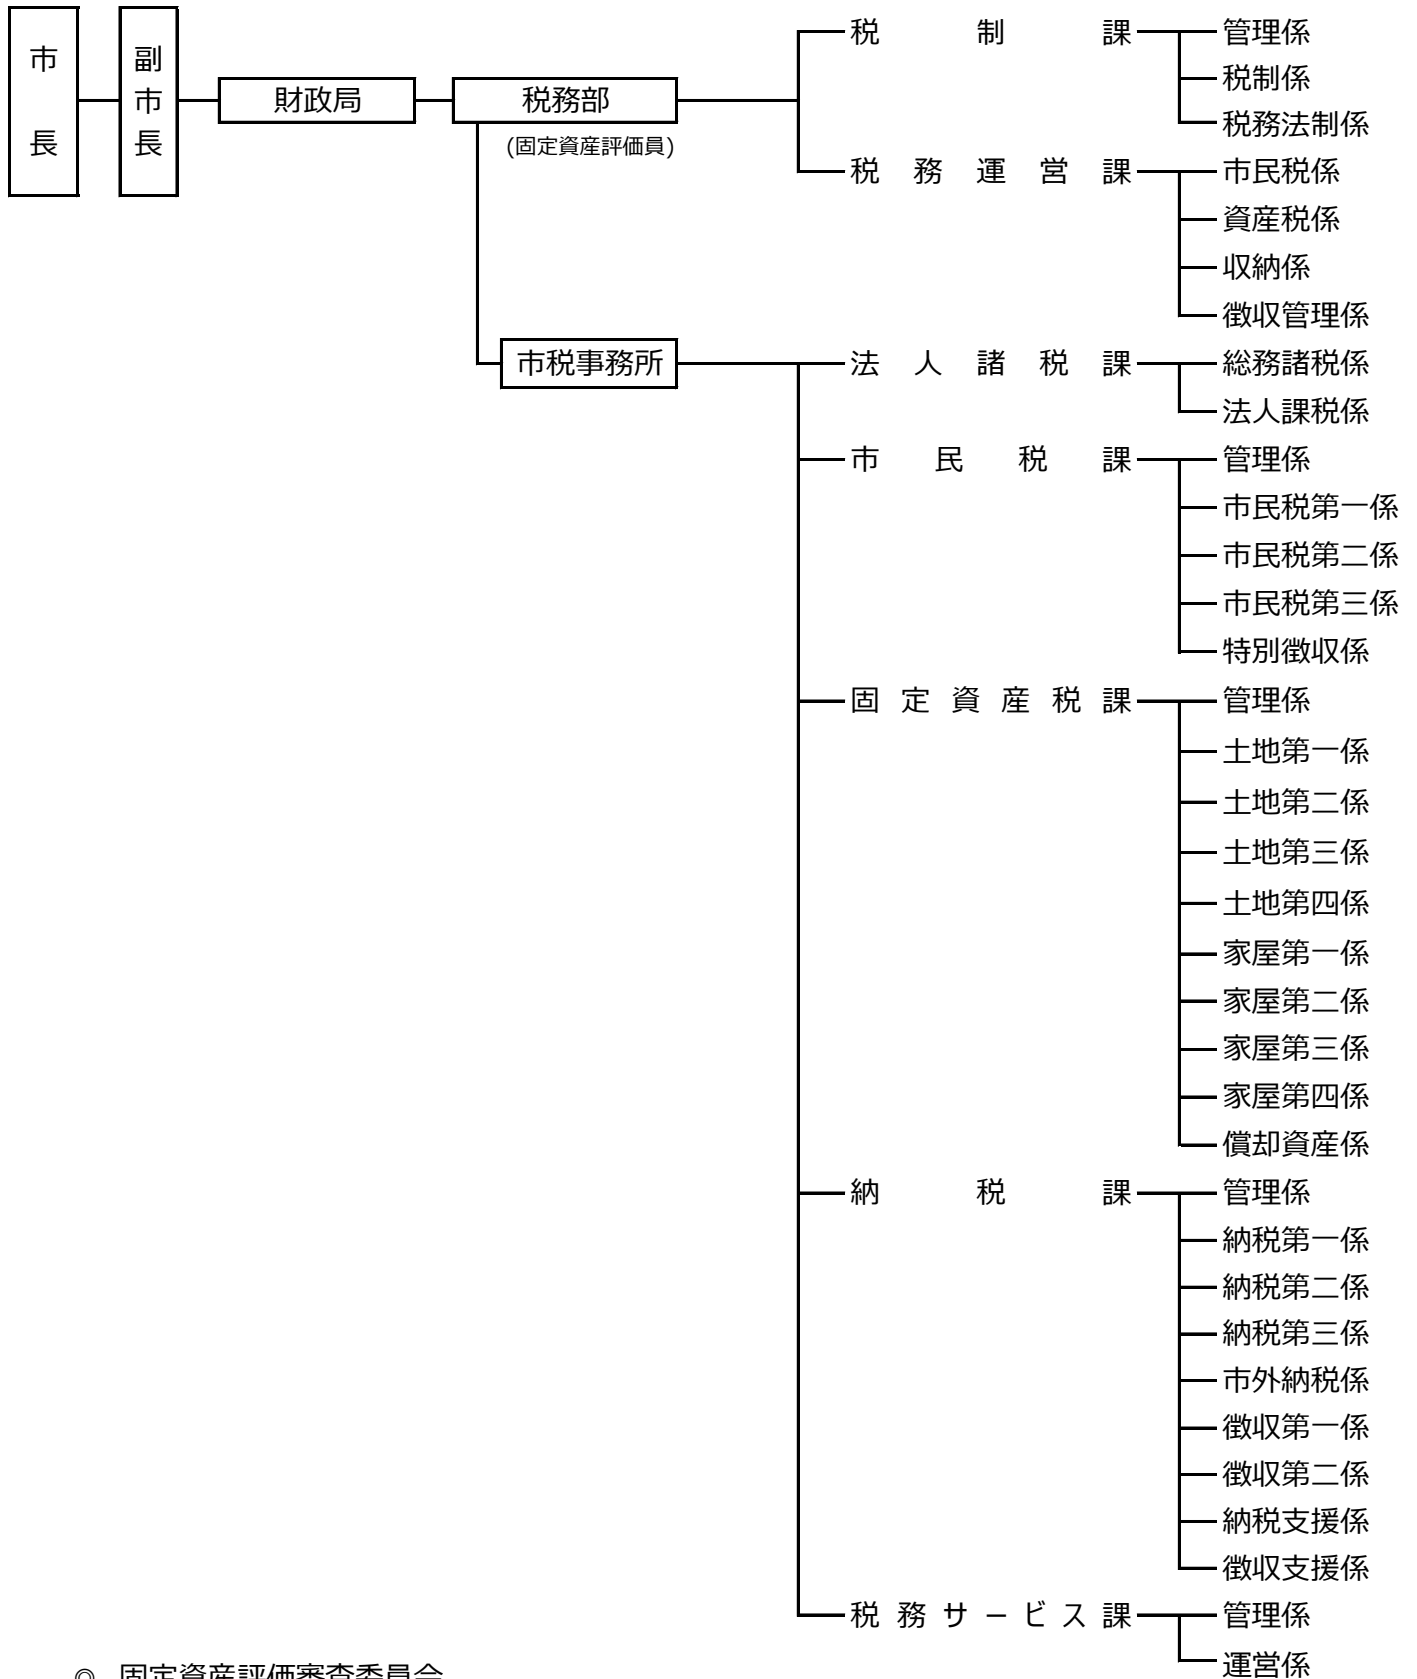 市長
副市長
財政局
税務部
(固定資産評価員)
税制課
管理係
税制係
税務法制係
税務運営課
市民税係
資産税係
収納係
徴収管理係
市税事務所
法人諸税課
総務諸税係
法人課税係
市民税課
管理係
市民税第一係
市民税第二係
市民税第三係
特別徴収係
固定資産税課
管理係
土地第一係
土地第二係
土地第三係
土地第四係
家屋第一係
家屋第二係
家屋第三係
家屋第四係
償却資産係
納税課
管理係
納税第一係
納税第二係
納税第三係
市外納税係
徴収第一係
徴収第二係
納税支援係
徴収支援係
税務サービス課
管理係
運営係
◎ 固定資産評価審査委員会